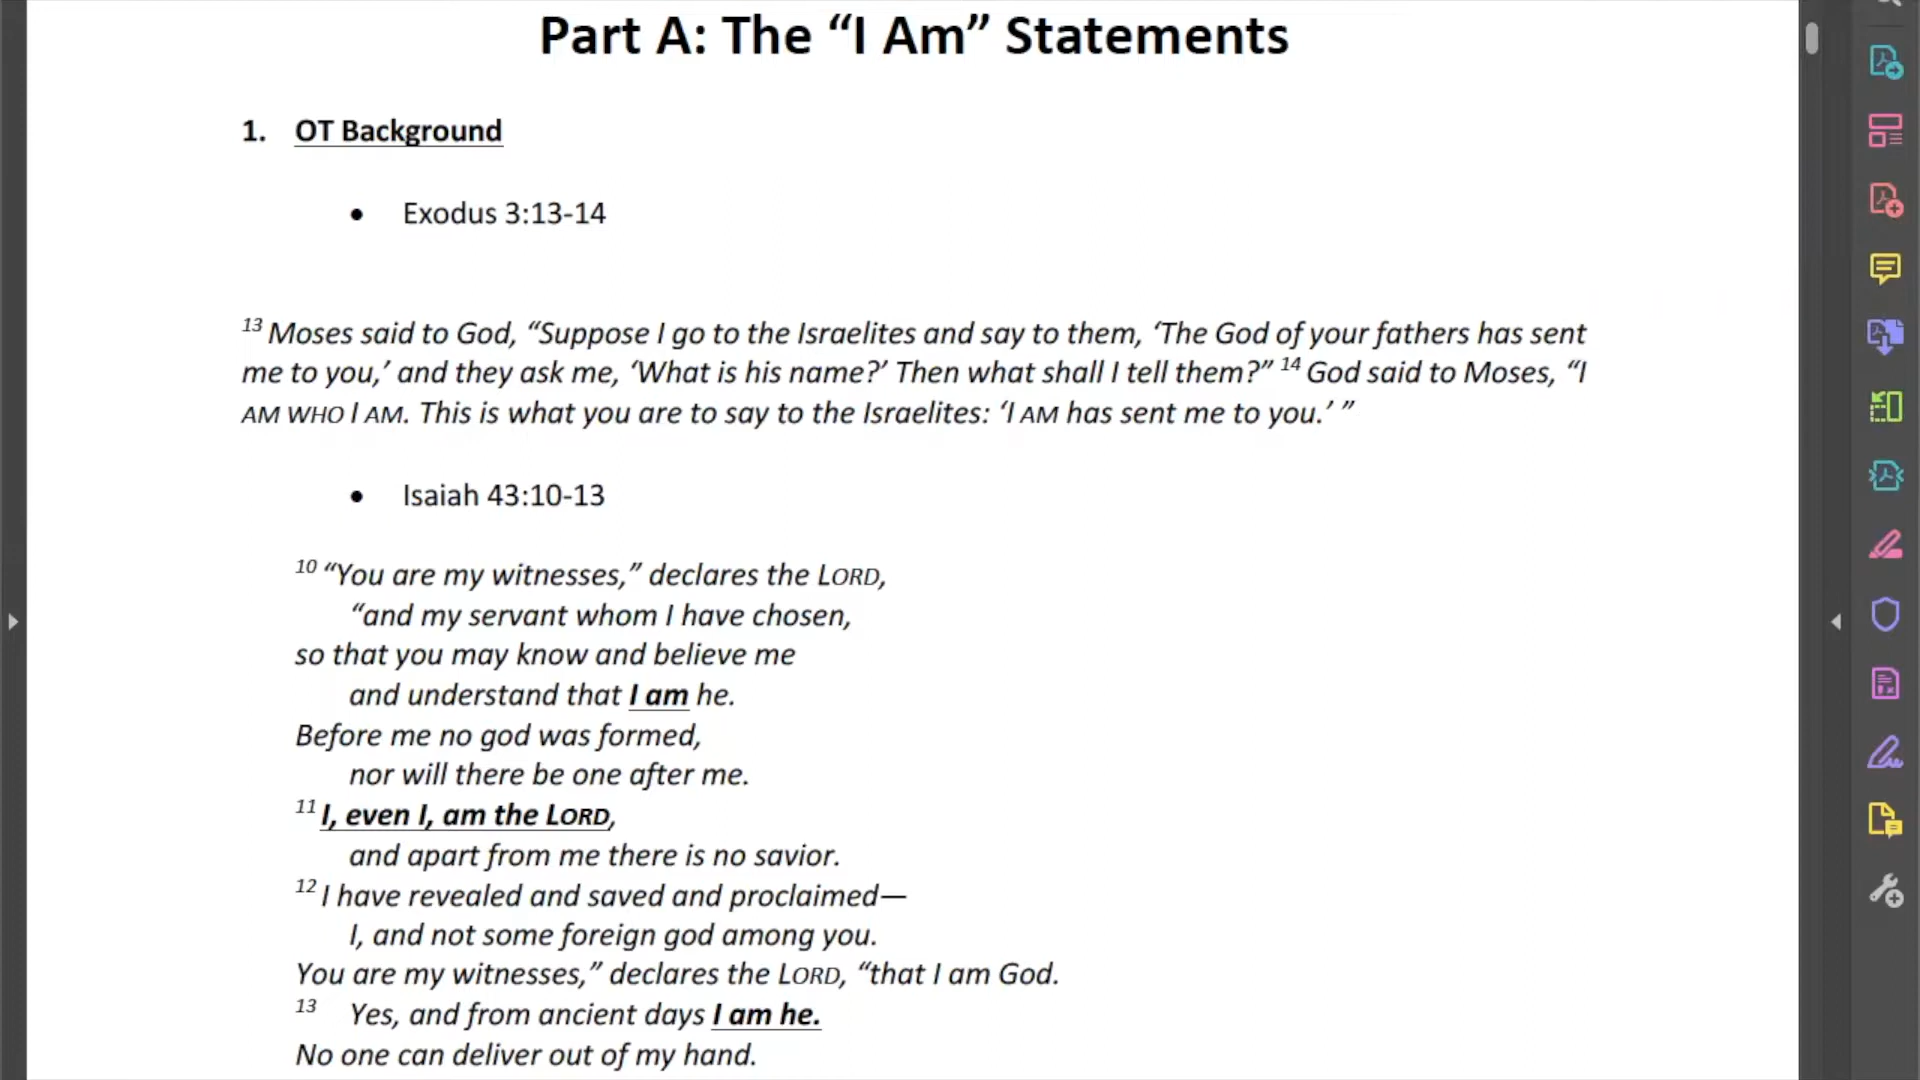 Part A: The “I Am” Statements
1. OT Background
• Exodus 3:13-14
13 Moses said to God, “Suppose I go to the Israelites and say to them, ‘The God of your fathers has sent
me to you,’ and they ask me, ‘What is his name?’ Then what shall I tell them?” 14 God said to Moses, “I
AM WHO I AM. This is what you are to say to the Israelites: ‘I AM has sent me to you.’ ”
• Isaiah 43:10-13
10 “You are my witnesses,” declares the LORD,
“and my servant whom I have chosen,
so that you may know and believe me
and understand that I am he.
Before me no god was formed,
nor will there be one after me.
11 I, even I, am the LORD,
and apart from me there is no savior.
12 I have revealed and saved and proclaimed—
I, and not some foreign god among you.
You are my witnesses,” declares the LORD, “that I am God.
13 Yes, and from ancient days I am he.
No one can deliver out of my hand.